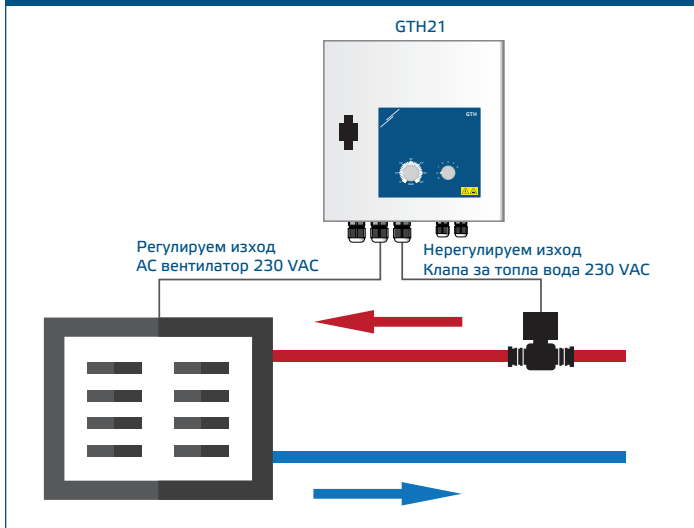 GTH21
GTH
Регулируем изход
АС вентилатор 230 VAC
Нерегулируем изход
Клапа за топла вода 230 VAC